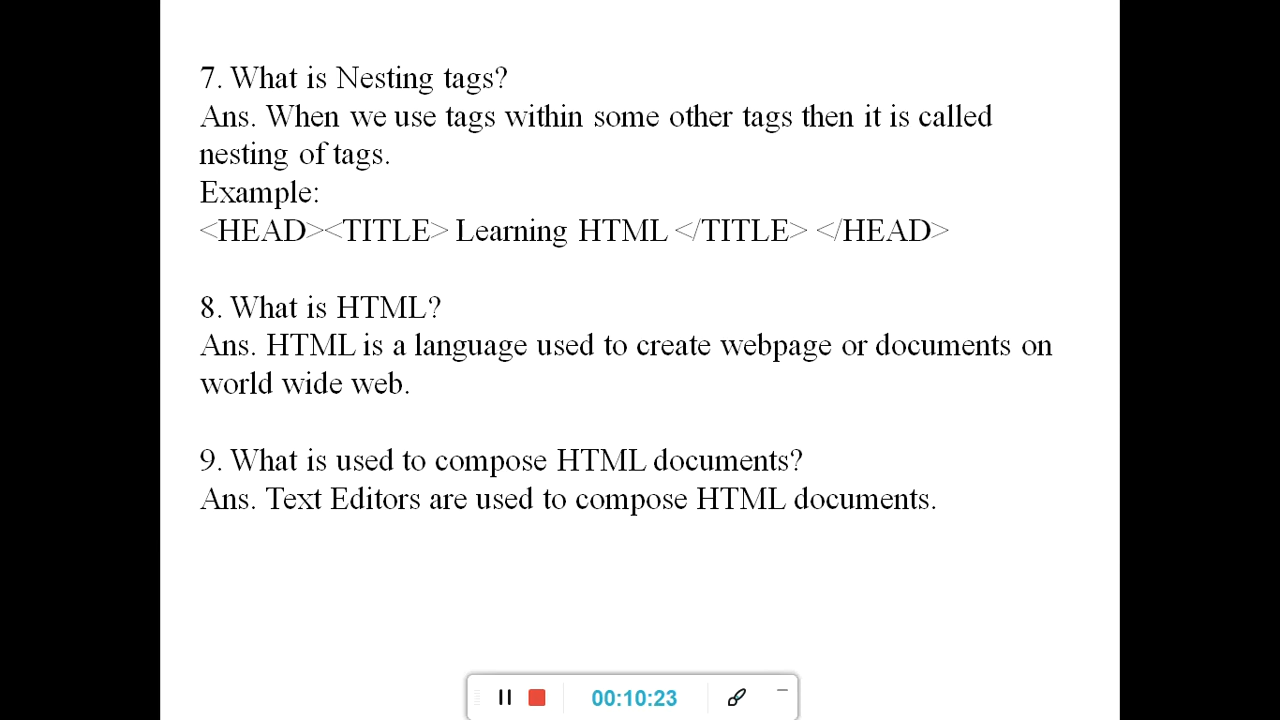 7. What is Nesting tags?
Ans. When we use tags within some other tags then it is called
nesting of tags.
Example:
<HEAD><TITLE> Learning HTML </TITLE> </HEAD>
8. What is HTML?
Ans. HTML is a language used to create webpage or documents on
world wide web.
9. What is used to compose HTML documents?
Ans. Text Editors are used to compose HTML documents.
00:10:23